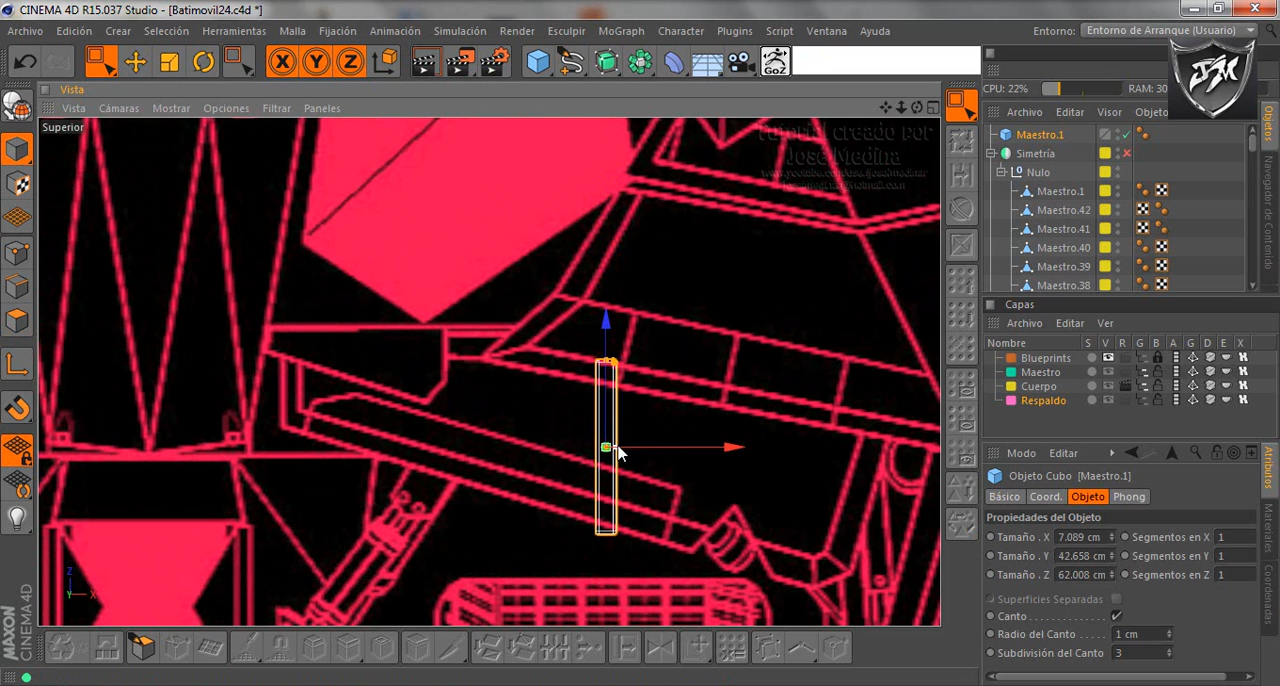 CINEMA 4D R15.037 Studio - [Batimovil24.c4d *]
Archivo Edición Crear Selección Herramientas Malla Fijación Animación Simulación Render Esculpir MoGraph Character Plugins Script Ventana Ayuda Entorno: Entorno de Arranque (Usuario)
X Y Z GoZ
JM
Vista
Vista Cámaras Mostrar Opciones Filtrar Paneles
Superior
Tutorial creado por
Jose Medina
CPU: 22% RAM: 30
Archivo Editar Visor Objeto
Maestro.1
Simetría
Nulo
Maestro.1
Maestro.42
Maestro.41
Maestro.40
Maestro.39
Maestro.38
Objetos
Navegador de Contenido
Capas
Archivo Editar Ver
Nombre S V R M L A G D E X
Blueprints
Maestro
Cuerpo
Respaldo
Modo Editar
Objeto Cubo [Maestro.1]
Básico Coord. Objeto Phong
Propiedades del Objeto
Tamaño . X 7.089 cm Segmentos en X 1
Tamaño . Y 42.658 cm Segmentos en Y 1
Tamaño . Z 62.008 cm Segmentos en Z 1
Superficies Separadas
Canto
Radio del Canto 1 cm
Subdivisión del Canto 3
Atributos
Materiales
Coordenadas
Z
Y X
MAXON
CINEMA 4D